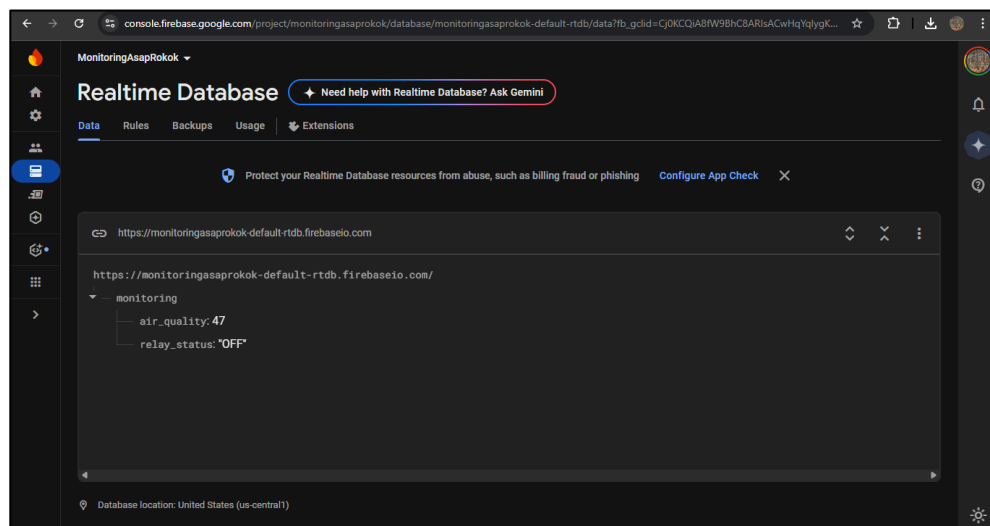 console.firebase.google.com/project/monitoringasaprokok/database/monitoringasaprokok-default-rtdb/data?fb_gclid=Cj0KCQiA8fW9BhC8ARIsACwHqYqlygK...
MonitoringAsapRokok
Realtime Database
Need help with Realtime Database? Ask Gemini
Data Rules Backups Usage Extensions
Protect your Realtime Database resources from abuse, such as billing fraud or phishing Configure App Check
https://monitoringasaprokok-default-rtdb.firebaseio.com
https://monitoringasaprokok-default-rtdb.firebaseio.com/
monitoring
air_quality: 47
relay_status: "OFF"
Database location: United States (us-central1)